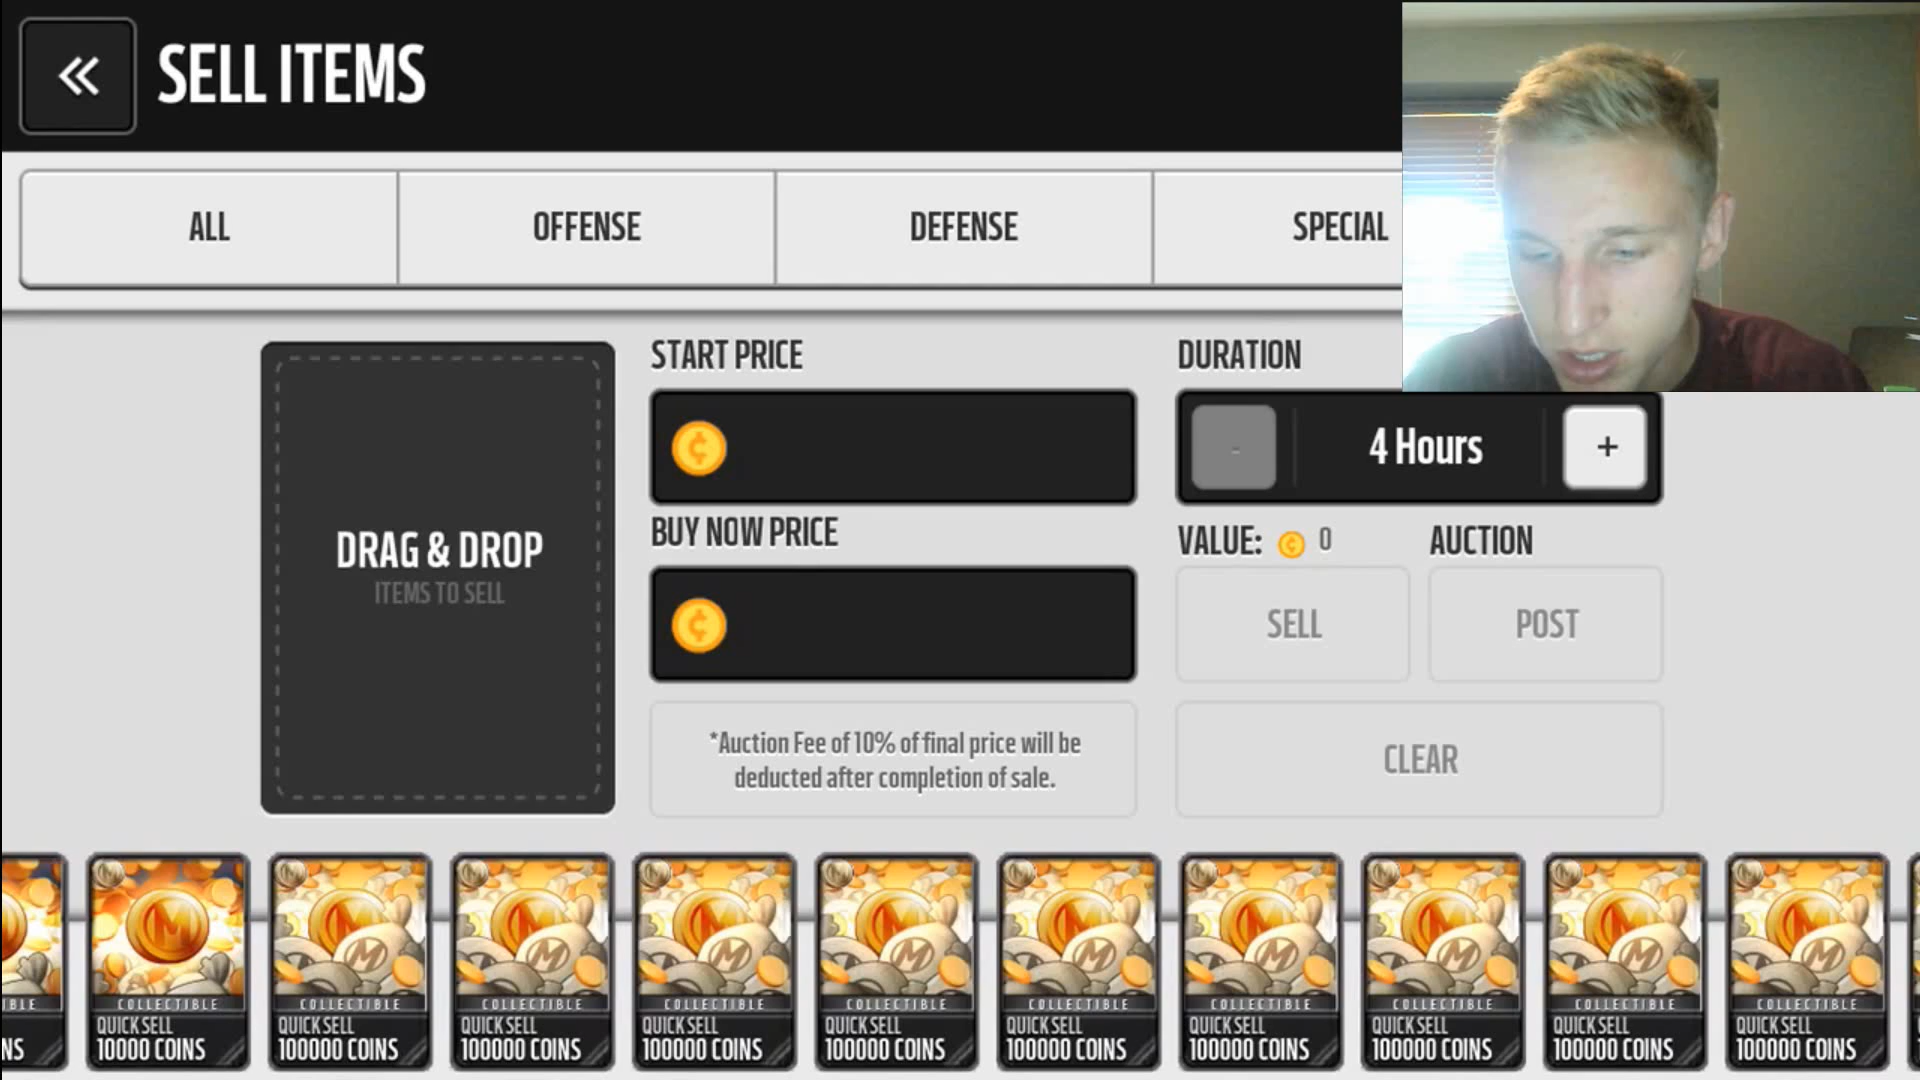 SELL ITEMS
ALL
OFFENSE
DEFENSE
SPECIAL
START PRICE
DURATION
DRAG & DROP
ITEMS TO SELL
-
4 Hours
+
BUY NOW PRICE
VALUE: 0
AUCTION
SELL
POST
*Auction Fee of 10% of final price will be
deducted after completion of sale.
CLEAR
COLLECTIBLE
QUICK SELL
10000 COINS
COLLECTIBLE
QUICK SELL
100000 COINS
COLLECTIBLE
QUICK SELL
100000 COINS
COLLECTIBLE
QUICK SELL
100000 COINS
COLLECTIBLE
QUICK SELL
100000 COINS
COLLECTIBLE
QUICK SELL
100000 COINS
COLLECTIBLE
QUICK SELL
100000 COINS
COLLECTIBLE
QUICK SELL
100000 COINS
COLLECTIBLE
QUICK SELL
100000 COINS
COLLECTIBLE
QUICK SELL
100000 COINS